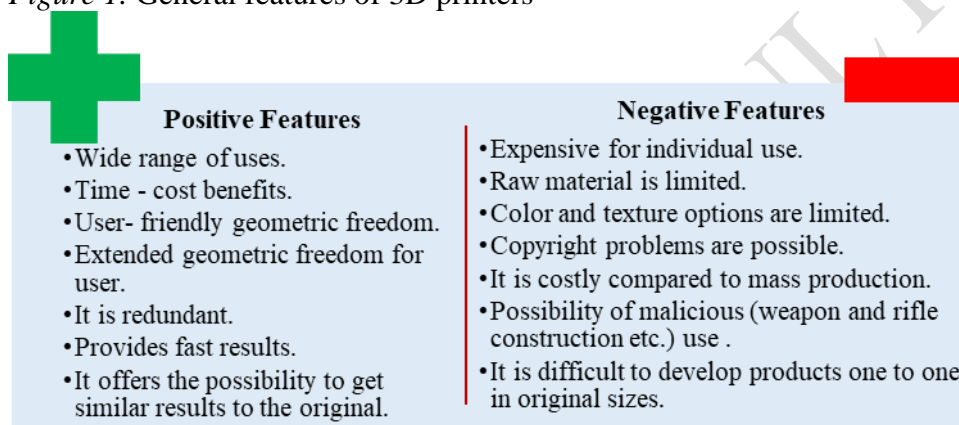 Figure 1. General features of 3D printers
Positive Features
•Wide range of uses.
•Time - cost benefits.
•User- friendly geometric freedom.
•Extended geometric freedom for
user.
•It is redundant.
•Provides fast results.
•It offers the possibility to get
similar results to the original.
Negative Features
•Expensive for individual use.
•Raw material is limited.
•Color and texture options are limited.
•Copyright problems are possible.
•It is costly compared to mass production.
•Possibility of malicious (weapon and rifle
construction etc.) use .
•It is difficult to develop products one to one
in original sizes.